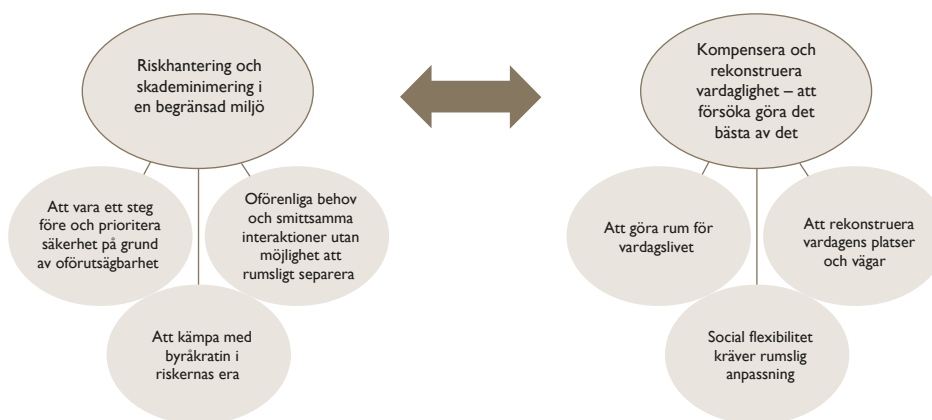 Riskhantering och
skademinimering i
en begränsad miljö
Kompensera och
rekonstruera
vardaglighet – att
försöka göra det
bästa av det
Att vara ett steg
före och prioritera
säkerhet på grund
av oförutsägbarhet
Oförenliga behov
och smittsamma
interaktioner utan
möjlighet att
rumsligt separera
Att kämpa med
byråkratin i
riskernas era
Att göra rum för
vardagslivet
Att rekonstruera
vardagens platser
och vägar
Social flexibilitet
kräver rumslig
anpassning